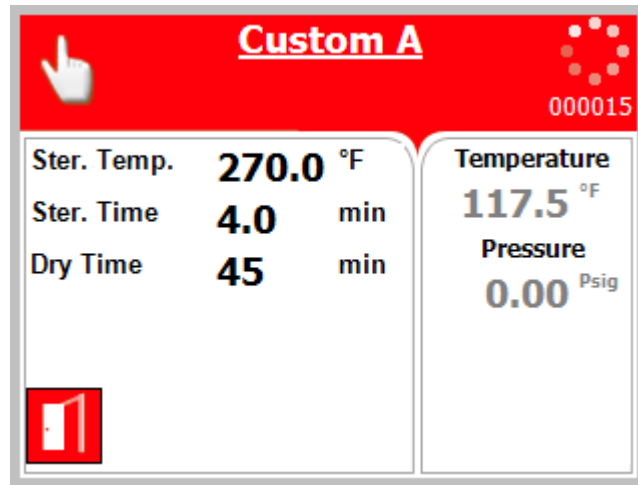 Custom A
000015
Ster. Temp. 270.0 °F
Ster. Time 4.0 min
Dry Time 45 min
Temperature
117.5 °F
Pressure
0.00 Psig